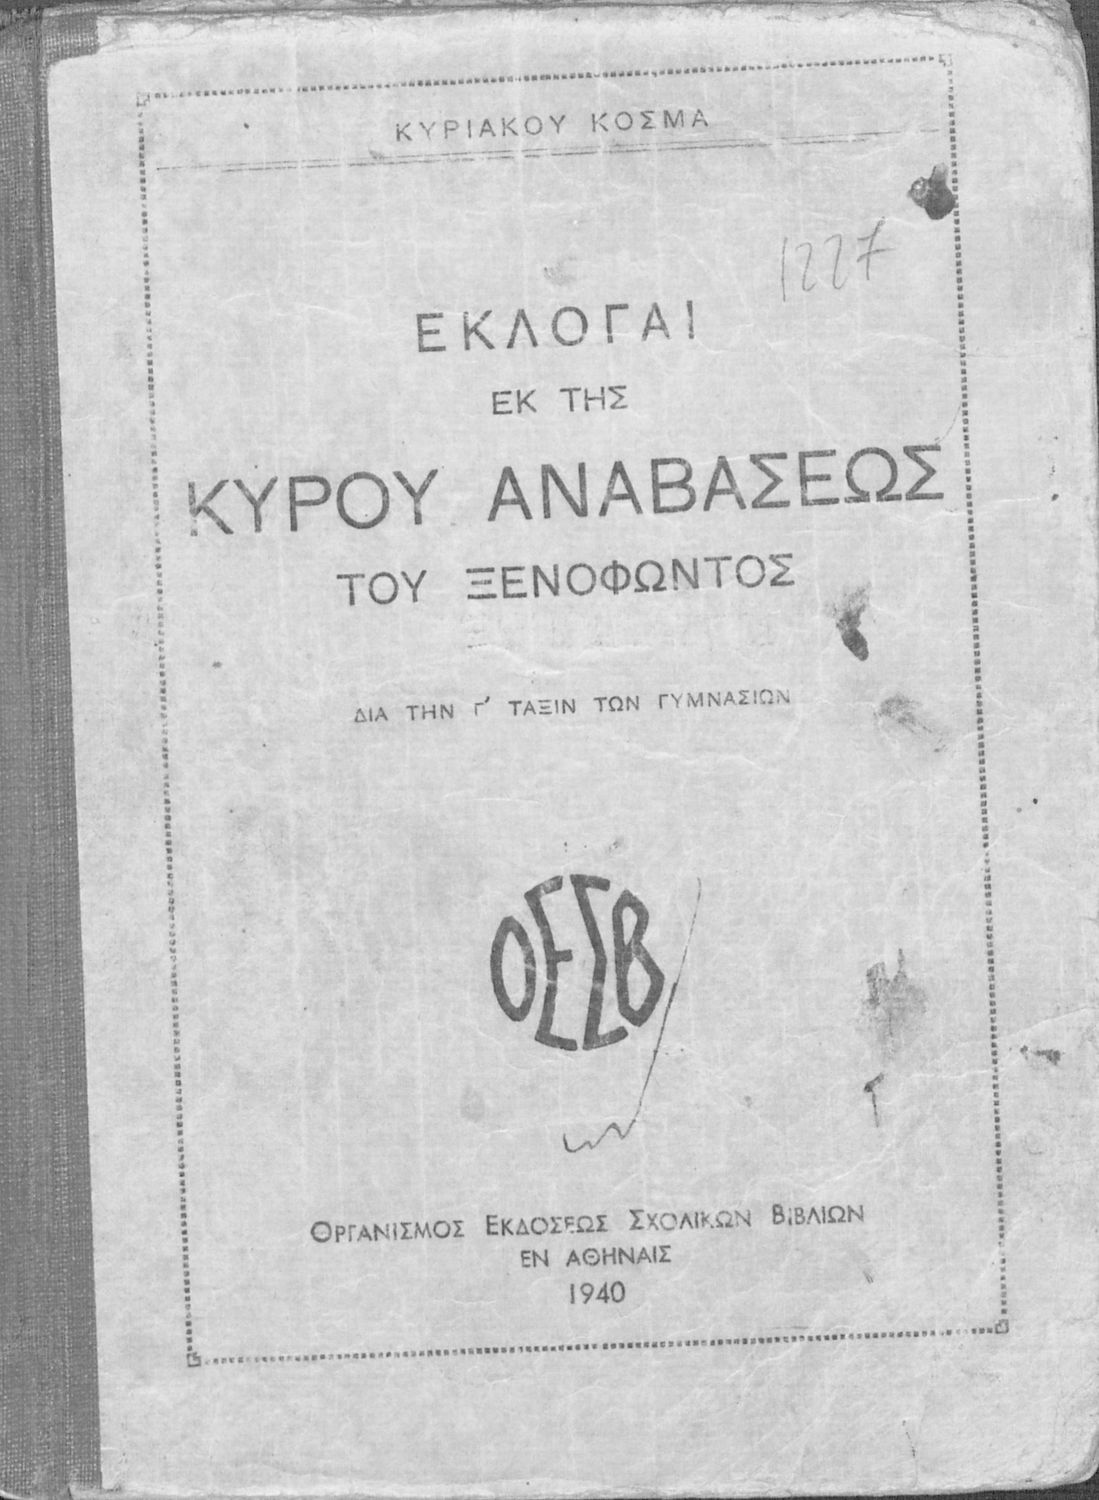 ΚΥΡΙΑΚΟΥ ΚΟΣΜΑ
1227
ΕΚΛΟΓΑΙ
ΕΚ ΤΗΣ
ΚΥΡΟΥ ΑΝΑΒΑΣΕΩΣ
ΤΟΥ ΞΕΝΟΦΩΝΤΟΣ
ΔΙΑ ΤΗΝ Γ' ΤΑΞΙΝ ΤΩΝ ΓΥΜΝΑΣΙΩΝ
ΟΕΣΒ
ΟΡΓΑΝΙΣΜΟΣ ΕΚΔΟΣΕΩΣ ΣΧΟΛΙΚΩΝ ΒΙΒΛΙΩΝ
ΕΝ ΑΘΗΝΑΙΣ
1940